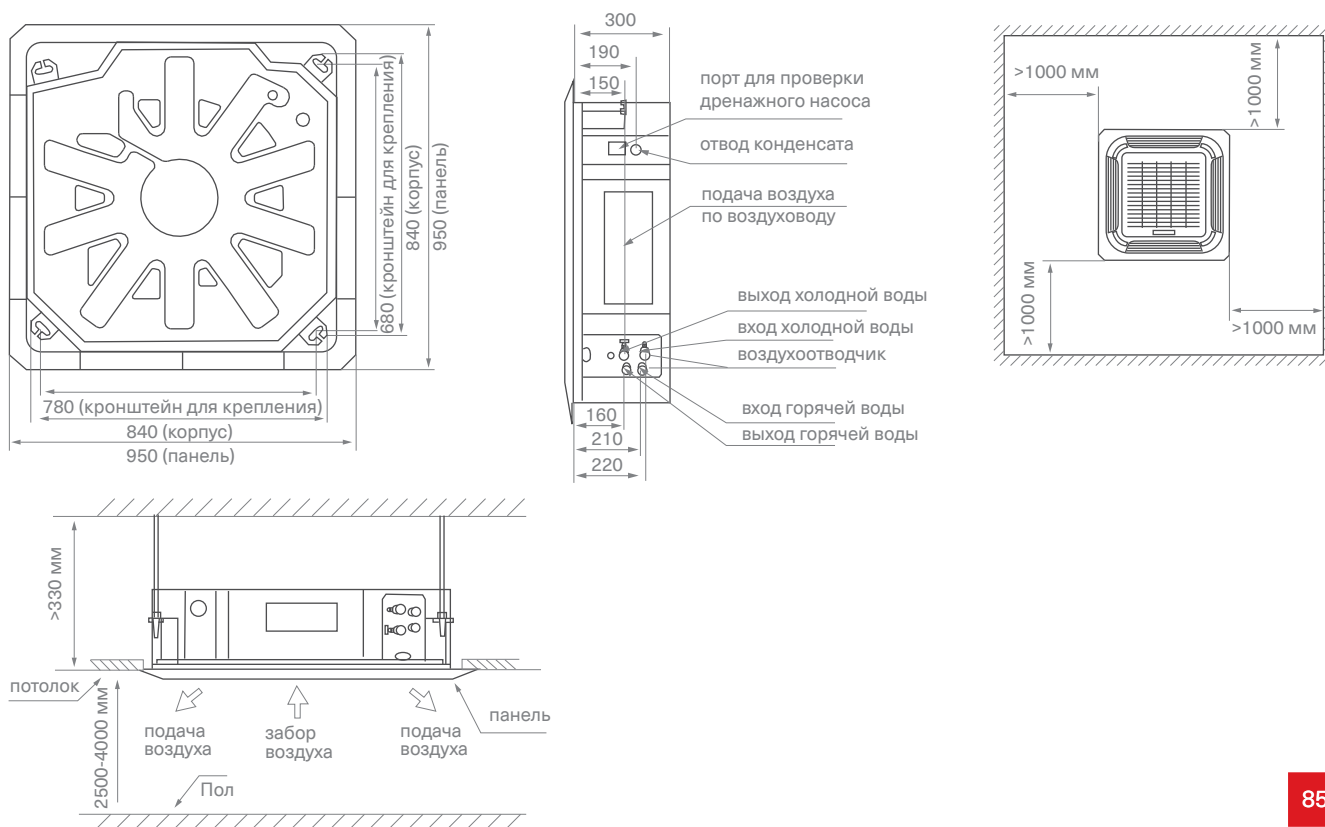 680 (кронштейн для крепления)
840 (корпус)
950 (панель)
780 (кронштейн для крепления)
840 (корпус)
950 (панель)
300
190
150
порт для проверки
дренажного насоса
отвод конденсата
подача воздуха
по воздуховоду
выход холодной воды
вход холодной воды
воздухоотводчик
вход горячей воды
выход горячей воды
160
210
220
>1000 мм
>1000 мм
>1000 мм
>1000 мм
>330 мм
потолок
2500-4000 мм
подача
воздуха
забор
воздуха
подача
воздуха
панель
Пол
85